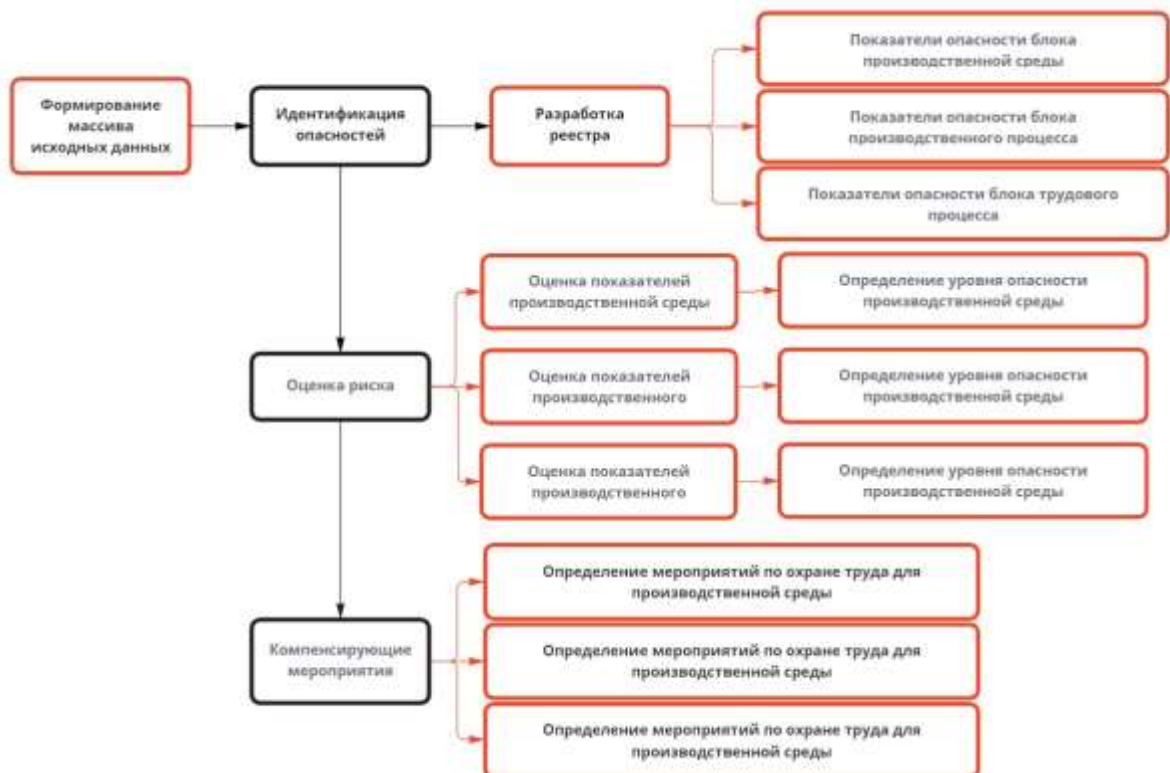 Формирование
массива
исходных данных
Идентификация
опасностей
Разработка
реестра
Показатели опасности блока
производственной среды
Показатели опасности блока
производственного процесса
Показатели опасности блока трудового
процесса
Оценка риска
Оценка показателей
производственной среды
Определение уровня опасности
производственной среды
Оценка показателей
производственного
Определение уровня опасности
производственной среды
Оценка показателей
производственного
Определение уровня опасности
производственной среды
Компенсирующие
мероприятия
Определение мероприятий по охране труда для
производственной среды
Определение мероприятий по охране труда для
производственной среды
Определение мероприятий по охране труда для
производственной среды